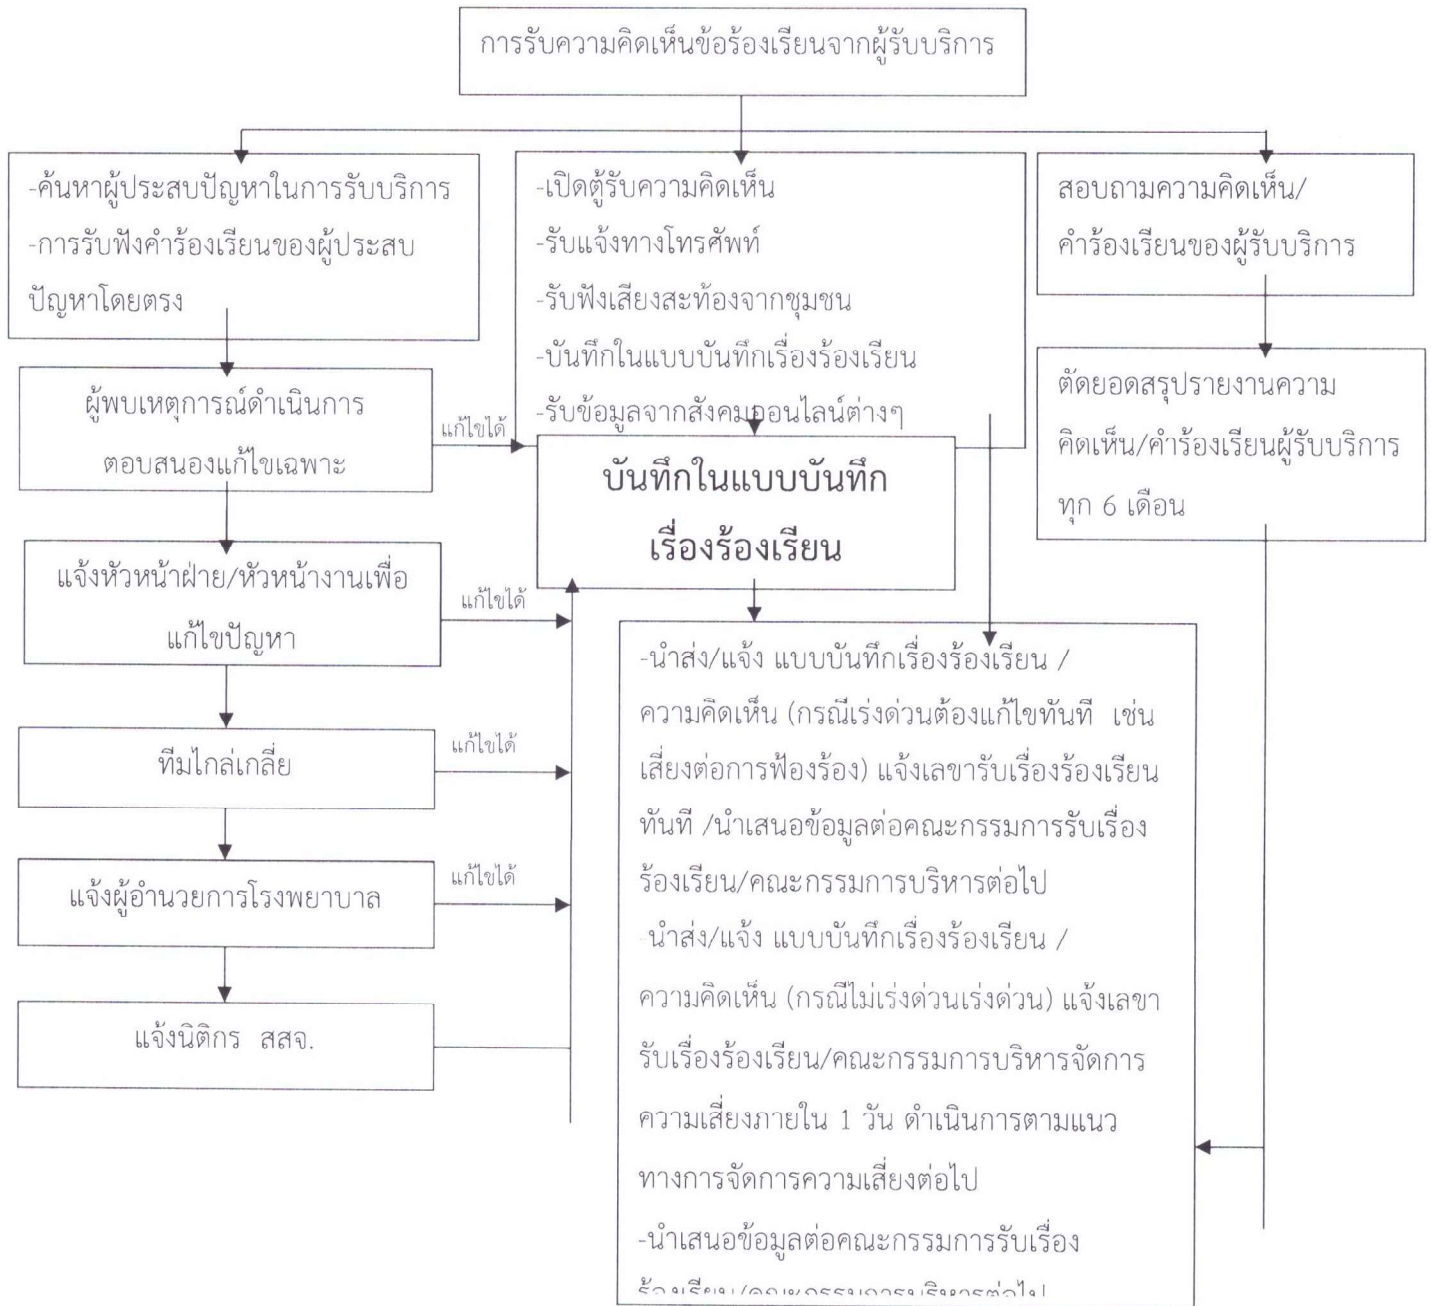 การรับความคิดเห็นข้อร้องเรียนจากผู้รับบริการ
-ค้นหาผู้ประสบปัญหาในการรับบริการ
-การรับฟังคำร้องเรียนของผู้ประสบ
ปัญหาโดยตรง
ผู้พบเหตุการณ์ดำเนินการ
ตอบสนองแก้ไขเฉพาะ
แก้ไขได้
แจ้งหัวหน้าฝ่าย/หัวหน้างานเพื่อ
แก้ไขปัญหา
แก้ไขได้
ทีมไกล่เกลี่ย
แก้ไขได้
แจ้งผู้อำนวยการโรงพยาบาล
แก้ไขได้
แจ้งนิติกร สสจ.
-เปิดตู้รับความคิดเห็น
-รับแจ้งทางโทรศัพท์
-รับฟังเสียงสะท้องจากชุมชน
-บันทึกในแบบบันทึกเรื่องร้องเรียน
-รับข้อมูลจากสังคมออนไลน์ต่างๆ
บันทึกในแบบบันทึก
เรื่องร้องเรียน
-นำส่ง/แจ้ง แบบบันทึกเรื่องร้องเรียน /
ความคิดเห็น (กรณีเร่งด่วนต้องแก้ไขทันที เช่น
เสี่ยงต่อการฟ้องร้อง) แจ้งเลขารับเรื่องร้องเรียน
ทันที /นำเสนอข้อมูลต่อคณะกรรมการรับเรื่อง
ร้องเรียน/คณะกรรมการบริหารต่อไป
-นำส่ง/แจ้ง แบบบันทึกเรื่องร้องเรียน /
ความคิดเห็น (กรณีไม่เร่งด่วนเร่งด่วน) แจ้งเลขา
รับเรื่องร้องเรียน/คณะกรรมการบริหารจัดการ
ความเสี่ยงภายใน 1 วัน ดำเนินการตามแนว
ทางการจัดการความเสี่ยงต่อไป
-นำเสนอข้อมูลต่อคณะกรรมการรับเรื่อง
ร้องเรียน/คณะกรรมการบริหารต่อไป
สอบถามความคิดเห็น/
คำร้องเรียนของผู้รับบริการ
ตัดยอดสรุปรายงานความ
คิดเห็น/คำร้องเรียนผู้รับบริการ
ทุก 6 เดือน